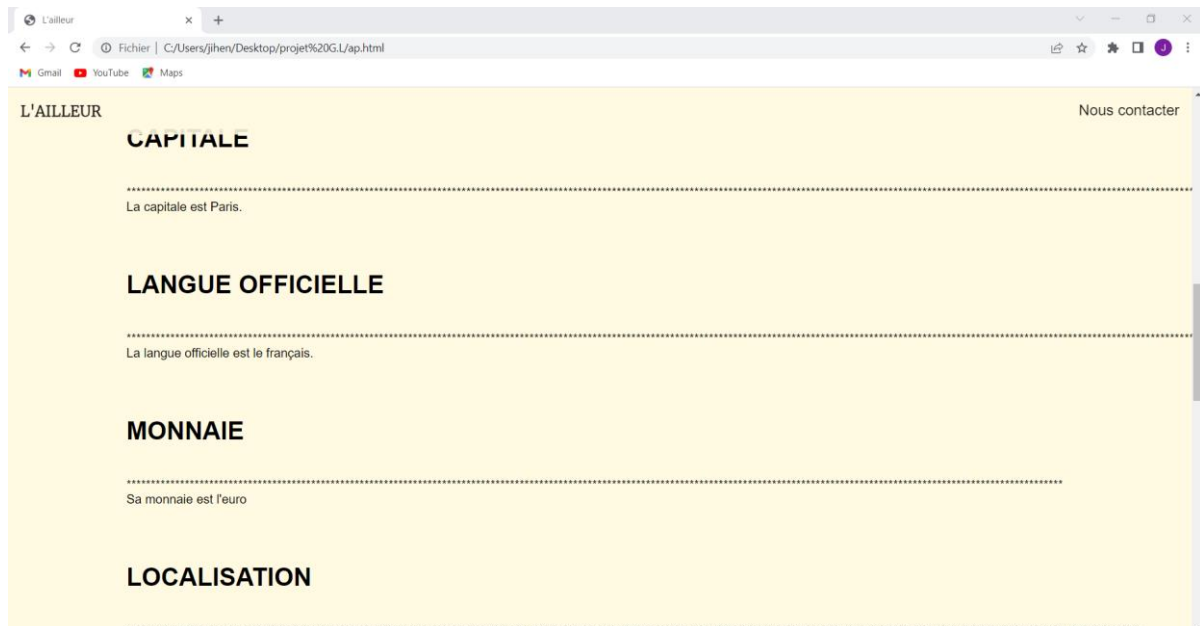 L'ailleur
Fichier | C:/Users/jihen/Desktop/projet%20G.L/ap.html
J
Gmail YouTube Maps
L'AILLEUR Nous contacter
CAPITALE
La capitale est Paris.
LANGUE OFFICIELLE
La langue officielle est le français.
MONNAIE
Sa monnaie est l'euro
LOCALISATION